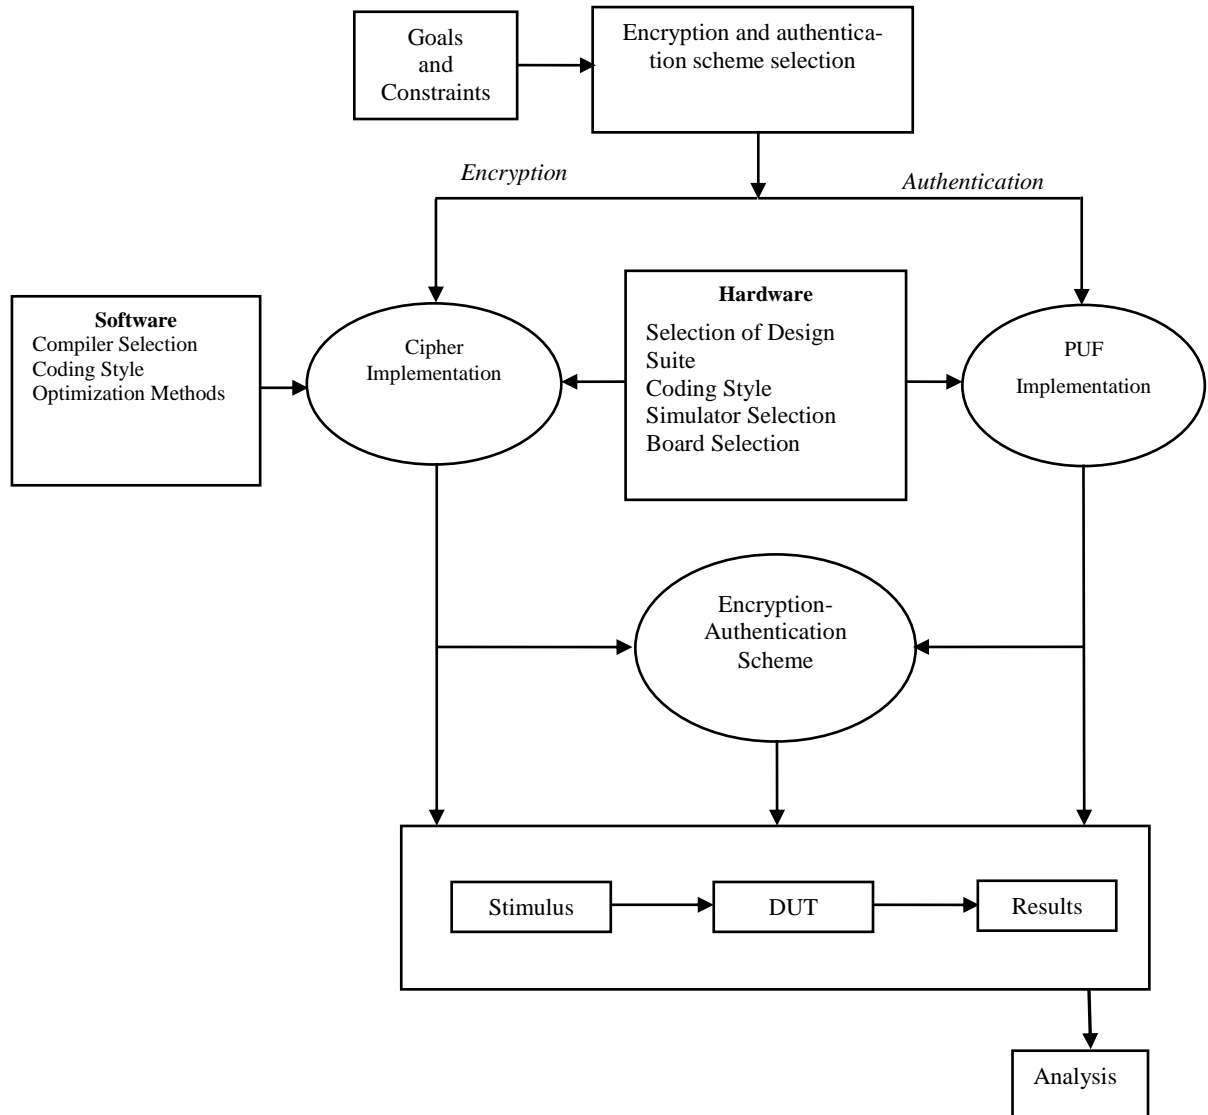 Goals
and
Constraints
Encryption and authentica-
tion scheme selection
Encryption
Authentication
Software
Compiler Selection
Coding Style
Optimization Methods
Cipher
Implementation
Hardware
Selection of Design
Suite
Coding Style
Simulator Selection
Board Selection
PUF
Implementation
Encryption-
Authentication
Scheme
Stimulus
DUT
Results
Analysis